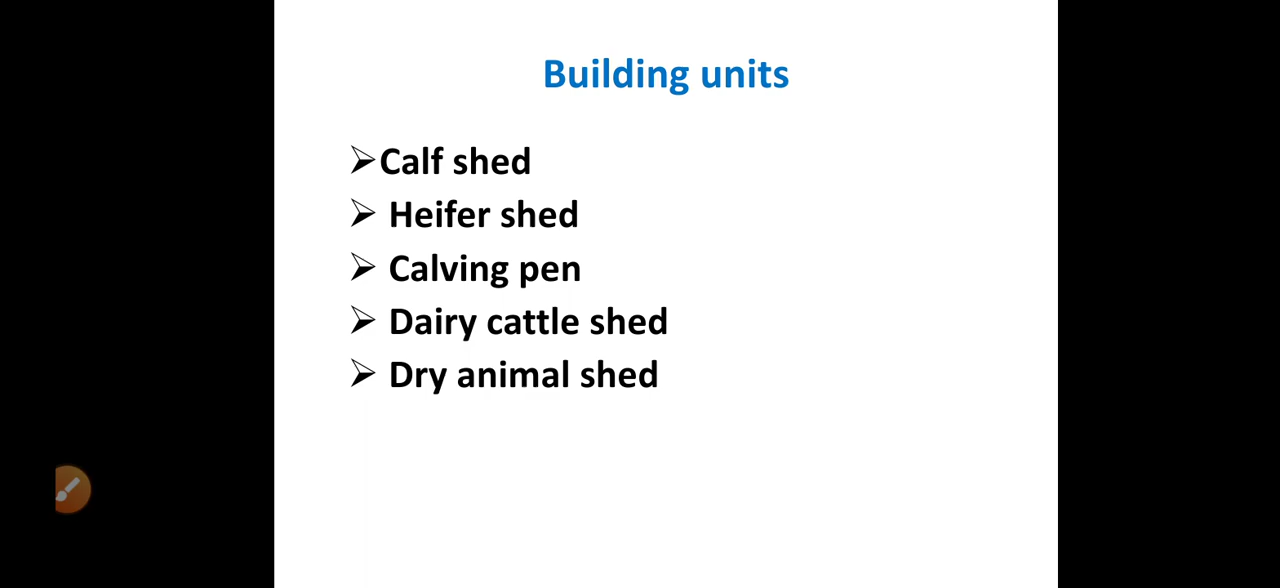 Building units
➢Calf shed
➢ Heifer shed
➢ Calving pen
➢ Dairy cattle shed
➢ Dry animal shed